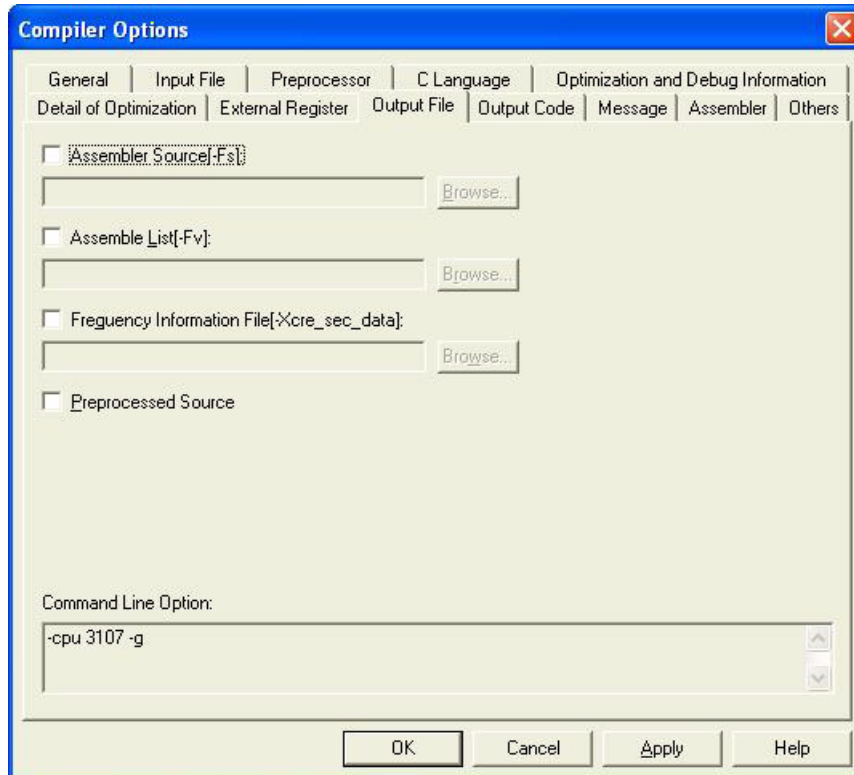 Compiler Options
General Input File Preprocessor C Language Optimization and Debug Information
Detail of Optimization External Register Output File Output Code Message Assembler Others
Assembler Source[-Fs]:
Browse...
Assemble List[-Fv]:
Browse...
Freguency Information File[-Xcre_sec_data]:
Browse...
Preprocessed Source
Command Line Option:
-cpu 3107 -g
OK Cancel Apply Help